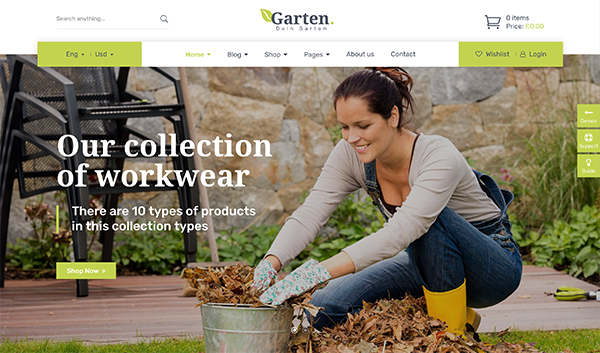 Search anything...
Garten.
Dein Garten
0 items
Price: €0.00
Eng
Usd
Home
Blog
Shop
Pages
About us
Contact
Wishlist
Login
Demos
Support
Guide
Our collection
of workwear
There are 10 types of products
in this collection types
Shop Now »